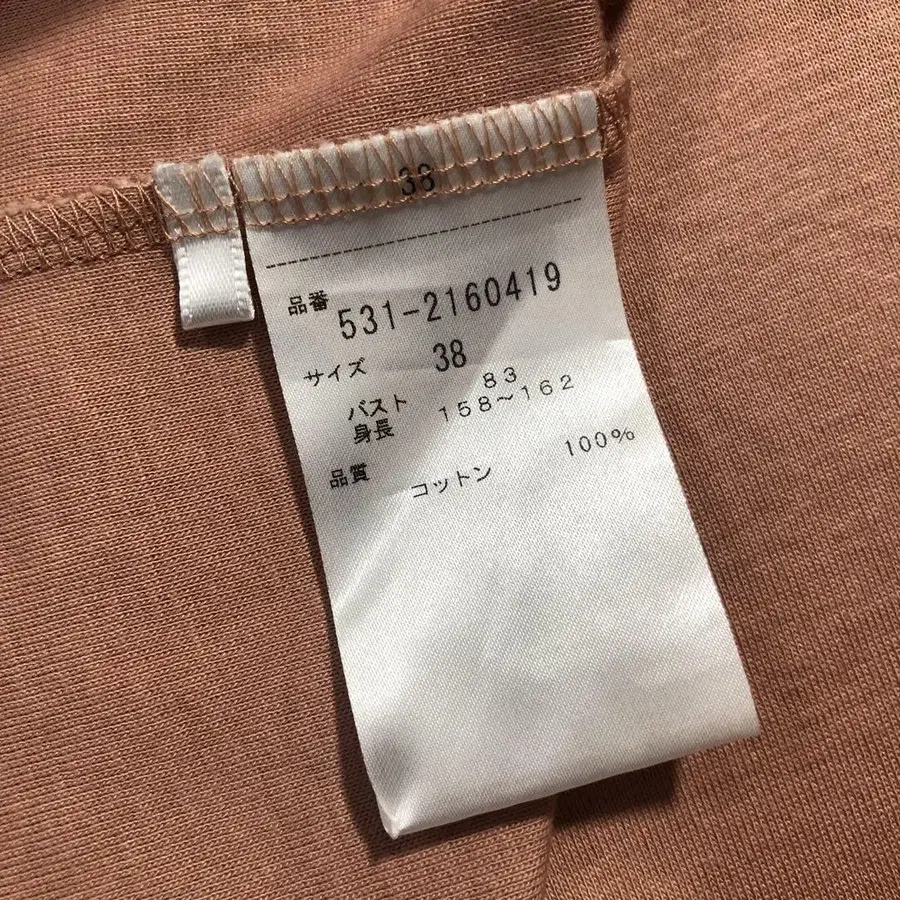 38
品番 531-2160419
サイズ 38
バスト 83
身長 158～162
品質
コットン 100%